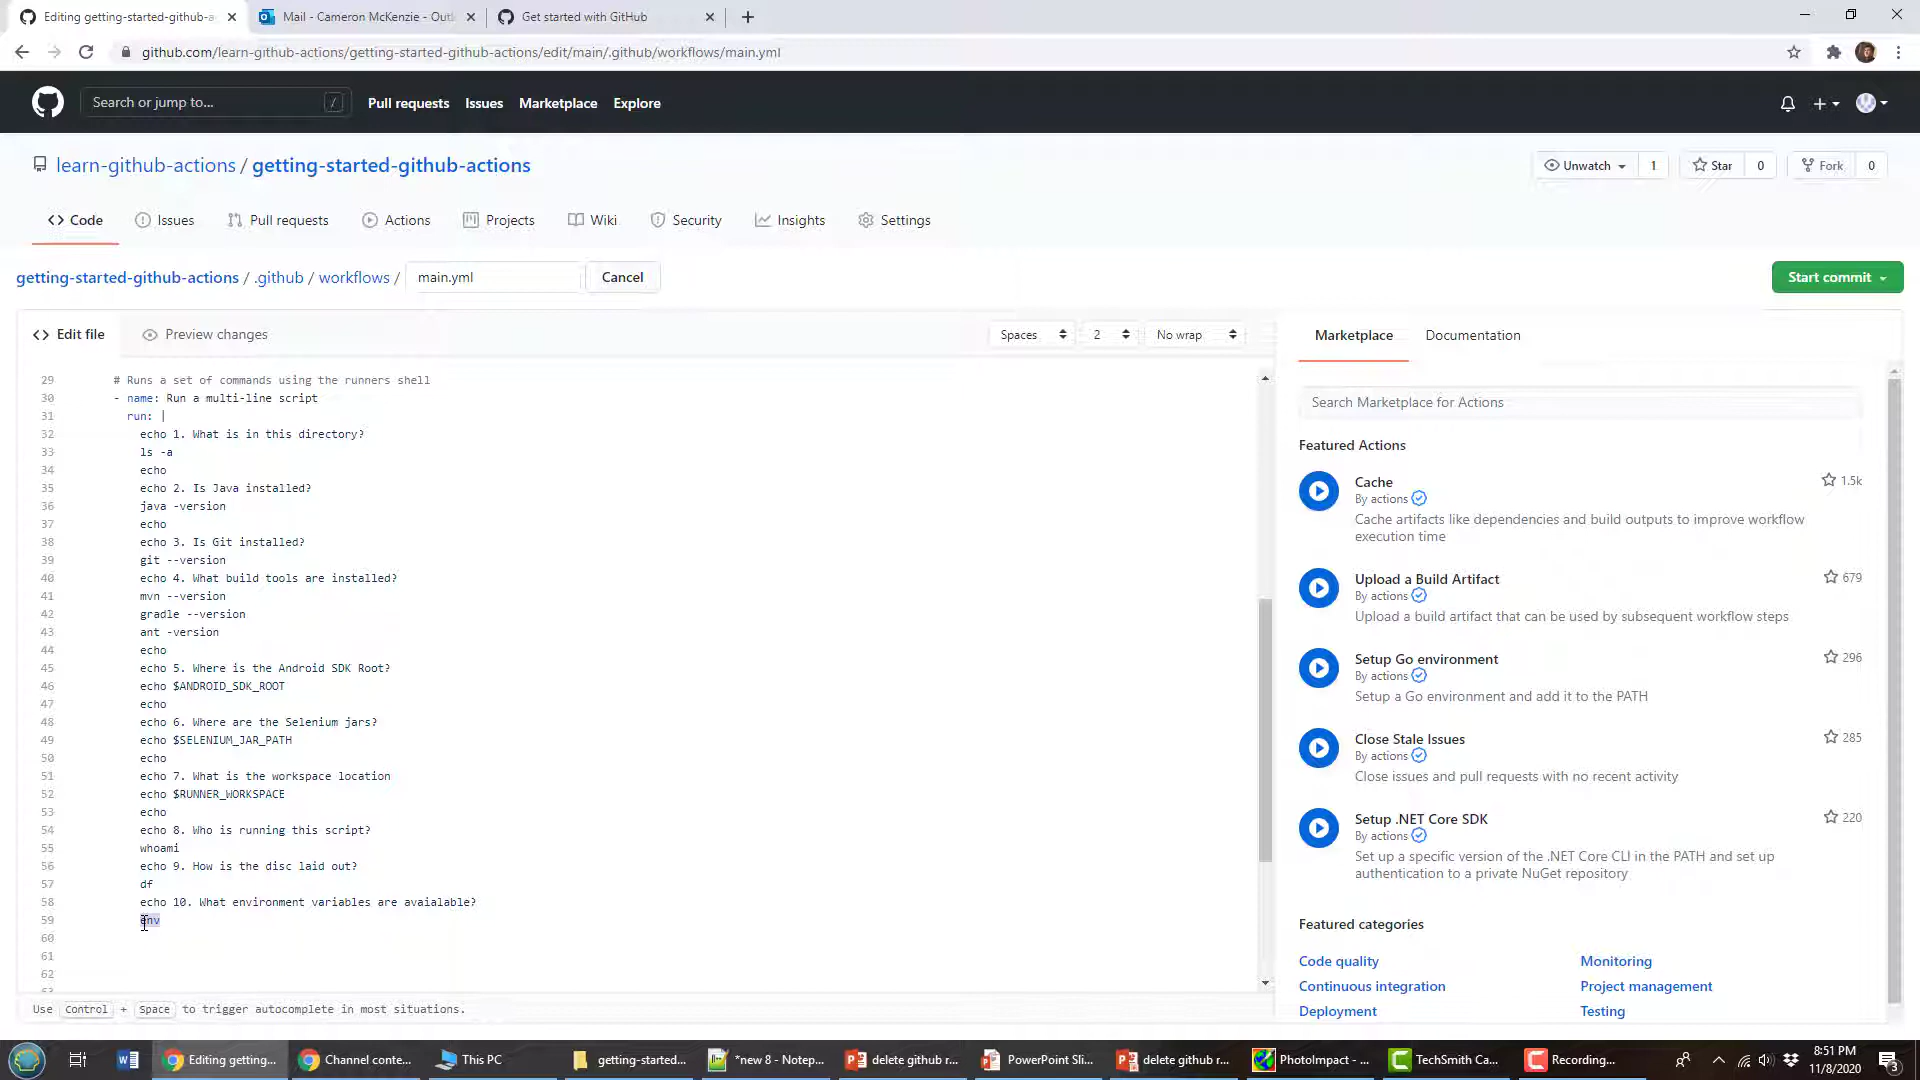 Editing getting-started-github-a
Mail - Cameron McKenzie - Outl
Get started with GitHub
github.com/learn-github-actions/getting-started-github-actions/edit/main/.github/workflows/main.yml
Search or jump to...
/
Pull requests
Issues
Marketplace
Explore
learn-github-actions / getting-started-github-actions
Unwatch
1
Star
0
Fork
0
Code
Issues
Pull requests
Actions
Projects
Wiki
Security
Insights
Settings
getting-started-github-actions / .github / workflows / main.yml
Cancel
Start commit
Edit file
Preview changes
Spaces
2
No wrap
29 # Runs a set of commands using the runners shell
30 - name: Run a multi-line script
31 run: |
32 echo 1. What is in this directory?
33 ls -a
34 echo
35 echo 2. Is Java installed?
36 java -version
37 echo
38 echo 3. Is Git installed?
39 git --version
40 echo 4. What build tools are installed?
41 mvn --version
42 gradle --version
43 ant -version
44 echo
45 echo 5. Where is the Android SDK Root?
46 echo $ANDROID_SDK_ROOT
47 echo
48 echo 6. Where are the Selenium jars?
49 echo $SELENIUM_JAR_PATH
50 echo
51 echo 7. What is the workspace location
52 echo $RUNNER_WORKSPACE
53 echo
54 echo 8. Who is running this script?
55 whoami
56 echo 9. How is the disc laid out?
57 df
58 echo 10. What environment variables are avaialable?
59 env
60
61
62
63
Use Control + Space to trigger autocomplete in most situations.
Marketplace
Documentation
Search Marketplace for Actions
Featured Actions
Cache
1.5k
By actions
Cache artifacts like dependencies and build outputs to improve workflow
execution time
Upload a Build Artifact
679
By actions
Upload a build artifact that can be used by subsequent workflow steps
Setup Go environment
296
By actions
Setup a Go environment and add it to the PATH
Close Stale Issues
285
By actions
Close issues and pull requests with no recent activity
Setup .NET Core SDK
220
By actions
Set up a specific version of the .NET Core CLI in the PATH and set up
authentication to a private NuGet repository
Featured categories
Code quality
Monitoring
Continuous integration
Project management
Deployment
Testing
Editing getting...
Channel conte...
This PC
getting-started...
*new 8 - Notep...
delete github r...
PowerPoint Sli...
delete github r...
PhotoImpact - ...
TechSmith Ca...
Recording...
8:51 PM
11/8/2020
3